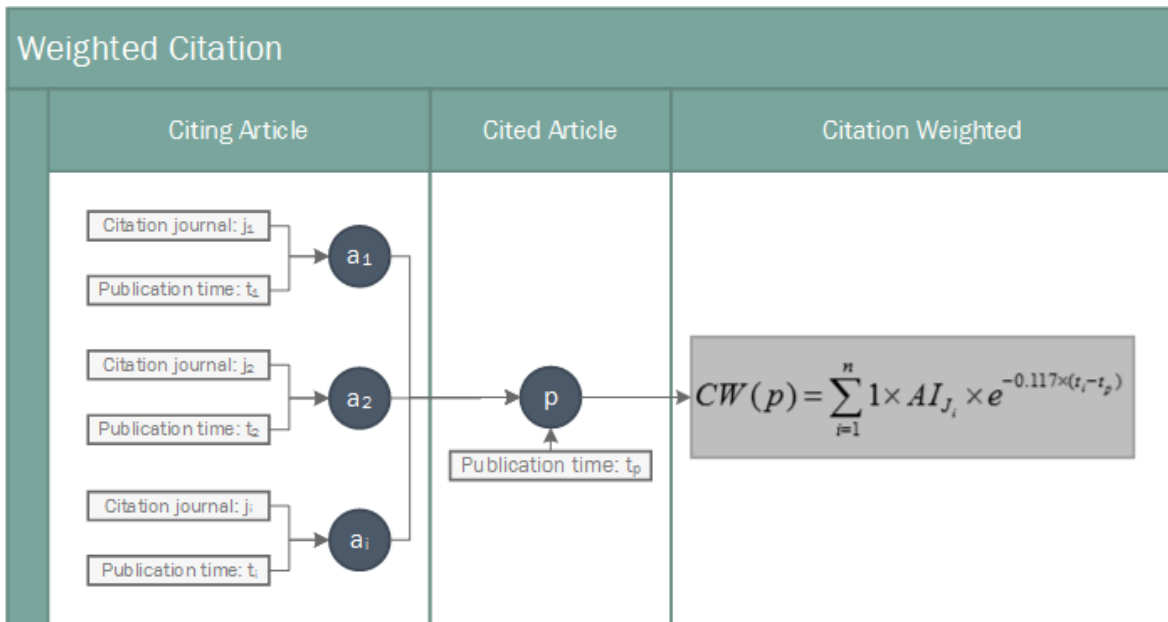 Weighted Citation
Citing Article
Cited Article
Citation Weighted
Citation journal: j₁
Publication time: t₁
a₁
Citation journal: j₂
Publication time: t₂
a₂
Citation journal: jᵢ
Publication time: tᵢ
aᵢ
p
Publication time: tₚ
CW(p) = ∑ᵢ₌₁ⁿ 1 × AI_{J_i} × e^{−0.117×(t_i−t_p)}